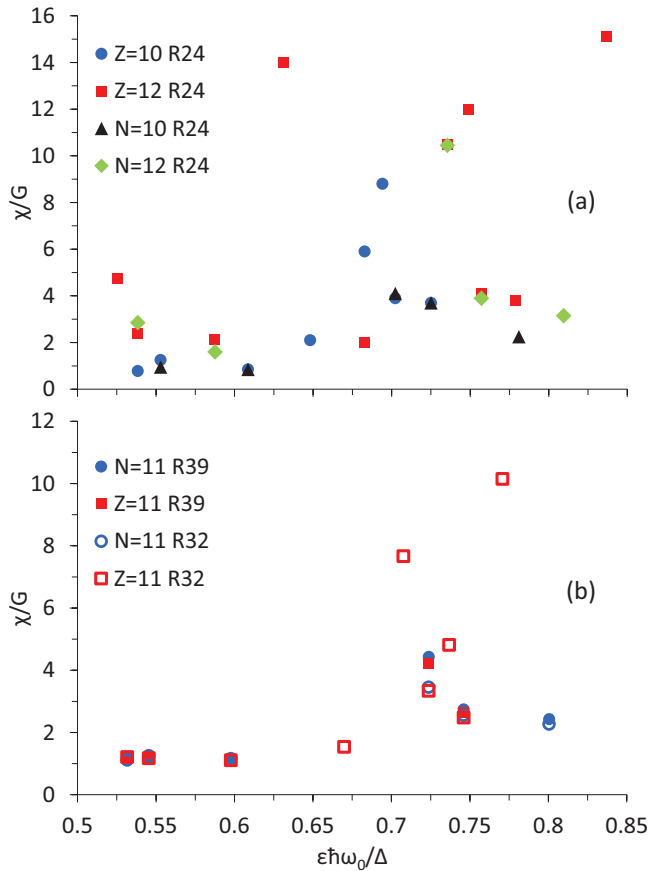 16
14
12
10
8
6
4
2
0
χ/G
Z=10 R24
Z=12 R24
N=10 R24
N=12 R24
(a)
12
10
8
6
4
2
0
χ/G
N=11 R39
Z=11 R39
N=11 R32
Z=11 R32
(b)
0.5 0.55 0.6 0.65 0.7 0.75 0.8 0.85
εħω₀/Δ